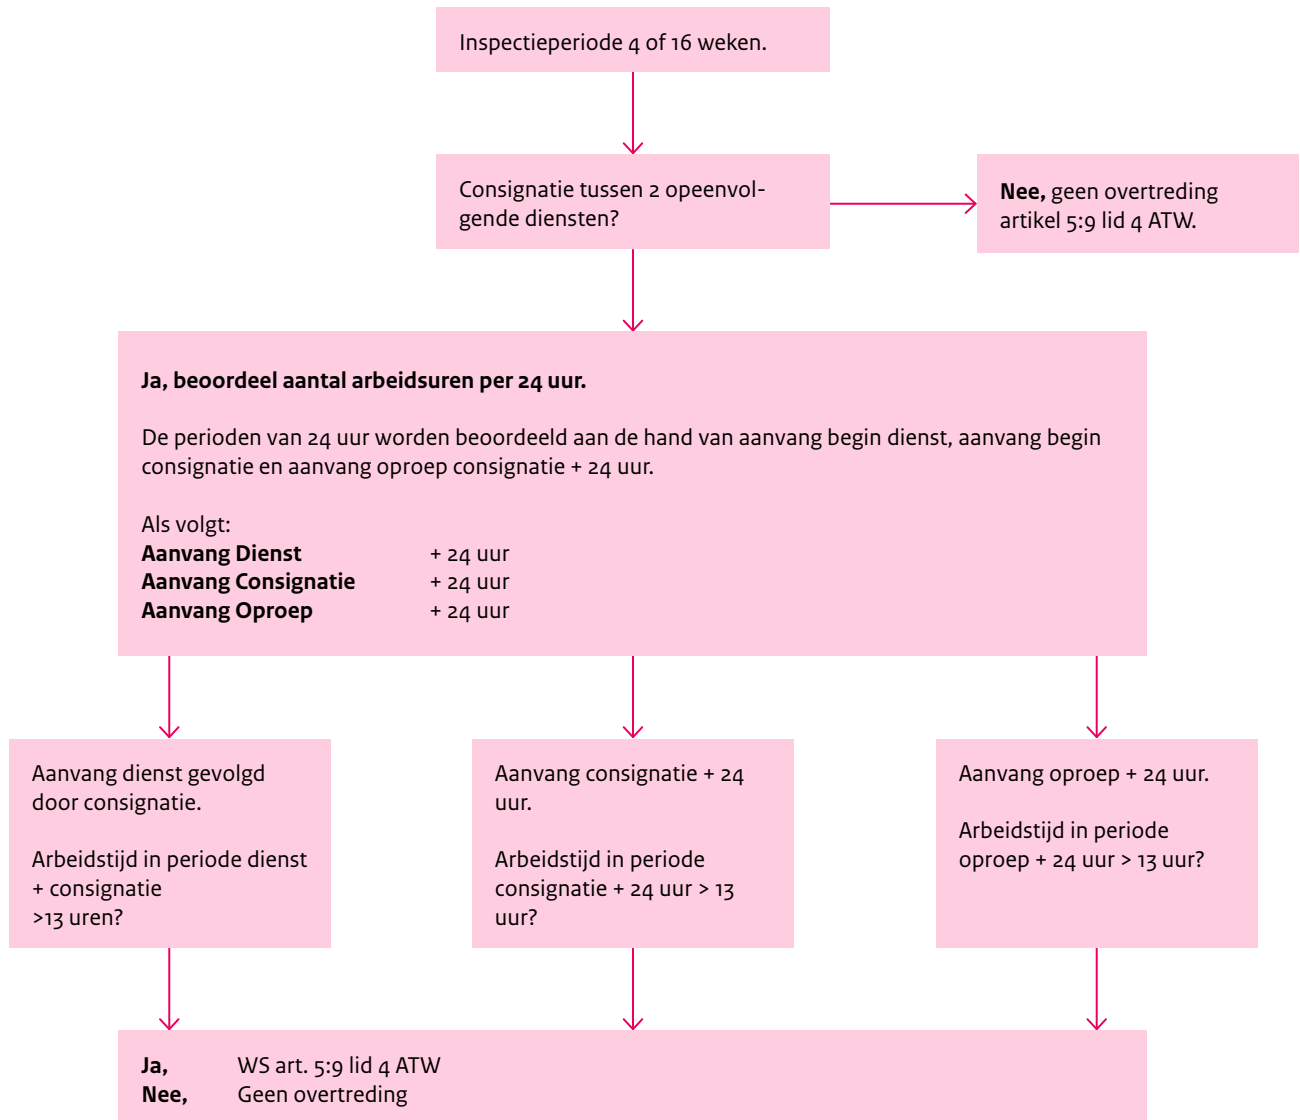 Inspectieperiode 4 of 16 weken.
Consignatie tussen 2 opeenvol-
gende diensten?
Nee, geen overtreding
artikel 5:9 lid 4 ATW.
Ja, beoordeel aantal arbeidsuren per 24 uur.
De perioden van 24 uur worden beoordeeld aan de hand van aanvang begin dienst, aanvang begin
consignatie en aanvang oproep consignatie + 24 uur.
Als volgt:
Aanvang Dienst + 24 uur
Aanvang Consignatie + 24 uur
Aanvang Oproep + 24 uur
Aanvang dienst gevolgd
door consignatie.
Arbeidstijd in periode dienst
+ consignatie
>13 uren?
Aanvang consignatie + 24
uur.
Arbeidstijd in periode
consignatie + 24 uur > 13
uur?
Aanvang oproep + 24 uur.
Arbeidstijd in periode
oproep + 24 uur > 13 uur?
Ja, WS art. 5:9 lid 4 ATW
Nee, Geen overtreding